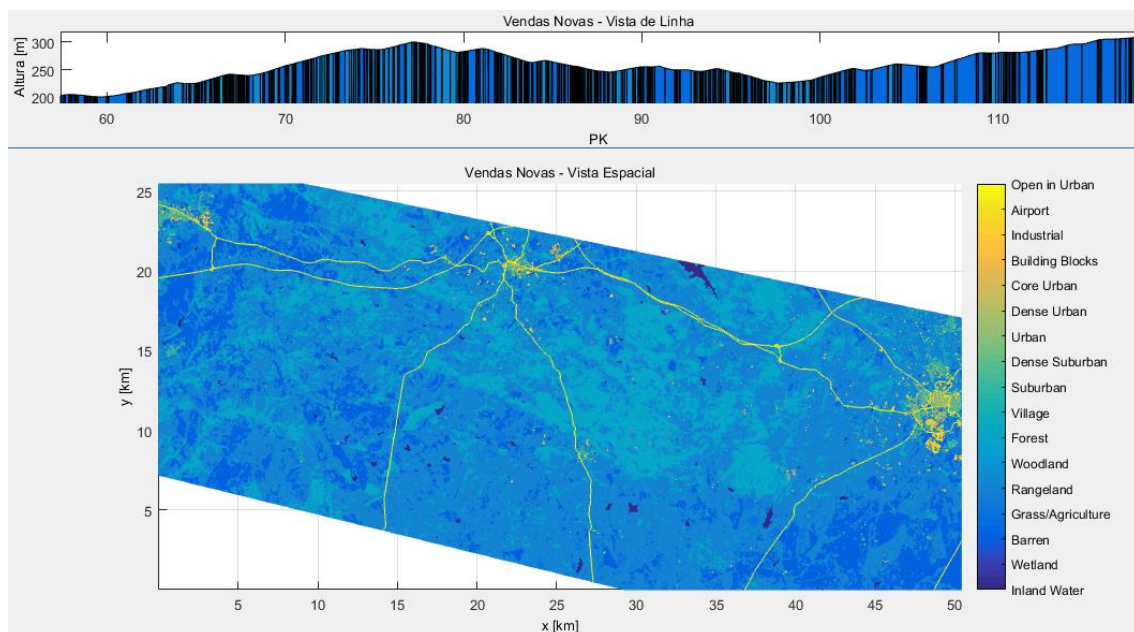 Vendas Novas - Vista de Linha
Altura [m]
300
250
200
60 70 80 90 100 110
PK
Vendas Novas - Vista Espacial
25
20
15
10
5
y [km]
5 10 15 20 25 30 35 40 45 50
x [km]
Open in Urban
Airport
Industrial
Building Blocks
Core Urban
Dense Urban
Urban
Dense Suburban
Suburban
Village
Forest
Woodland
Rangeland
Grass/Agriculture
Barren
Wetland
Inland Water